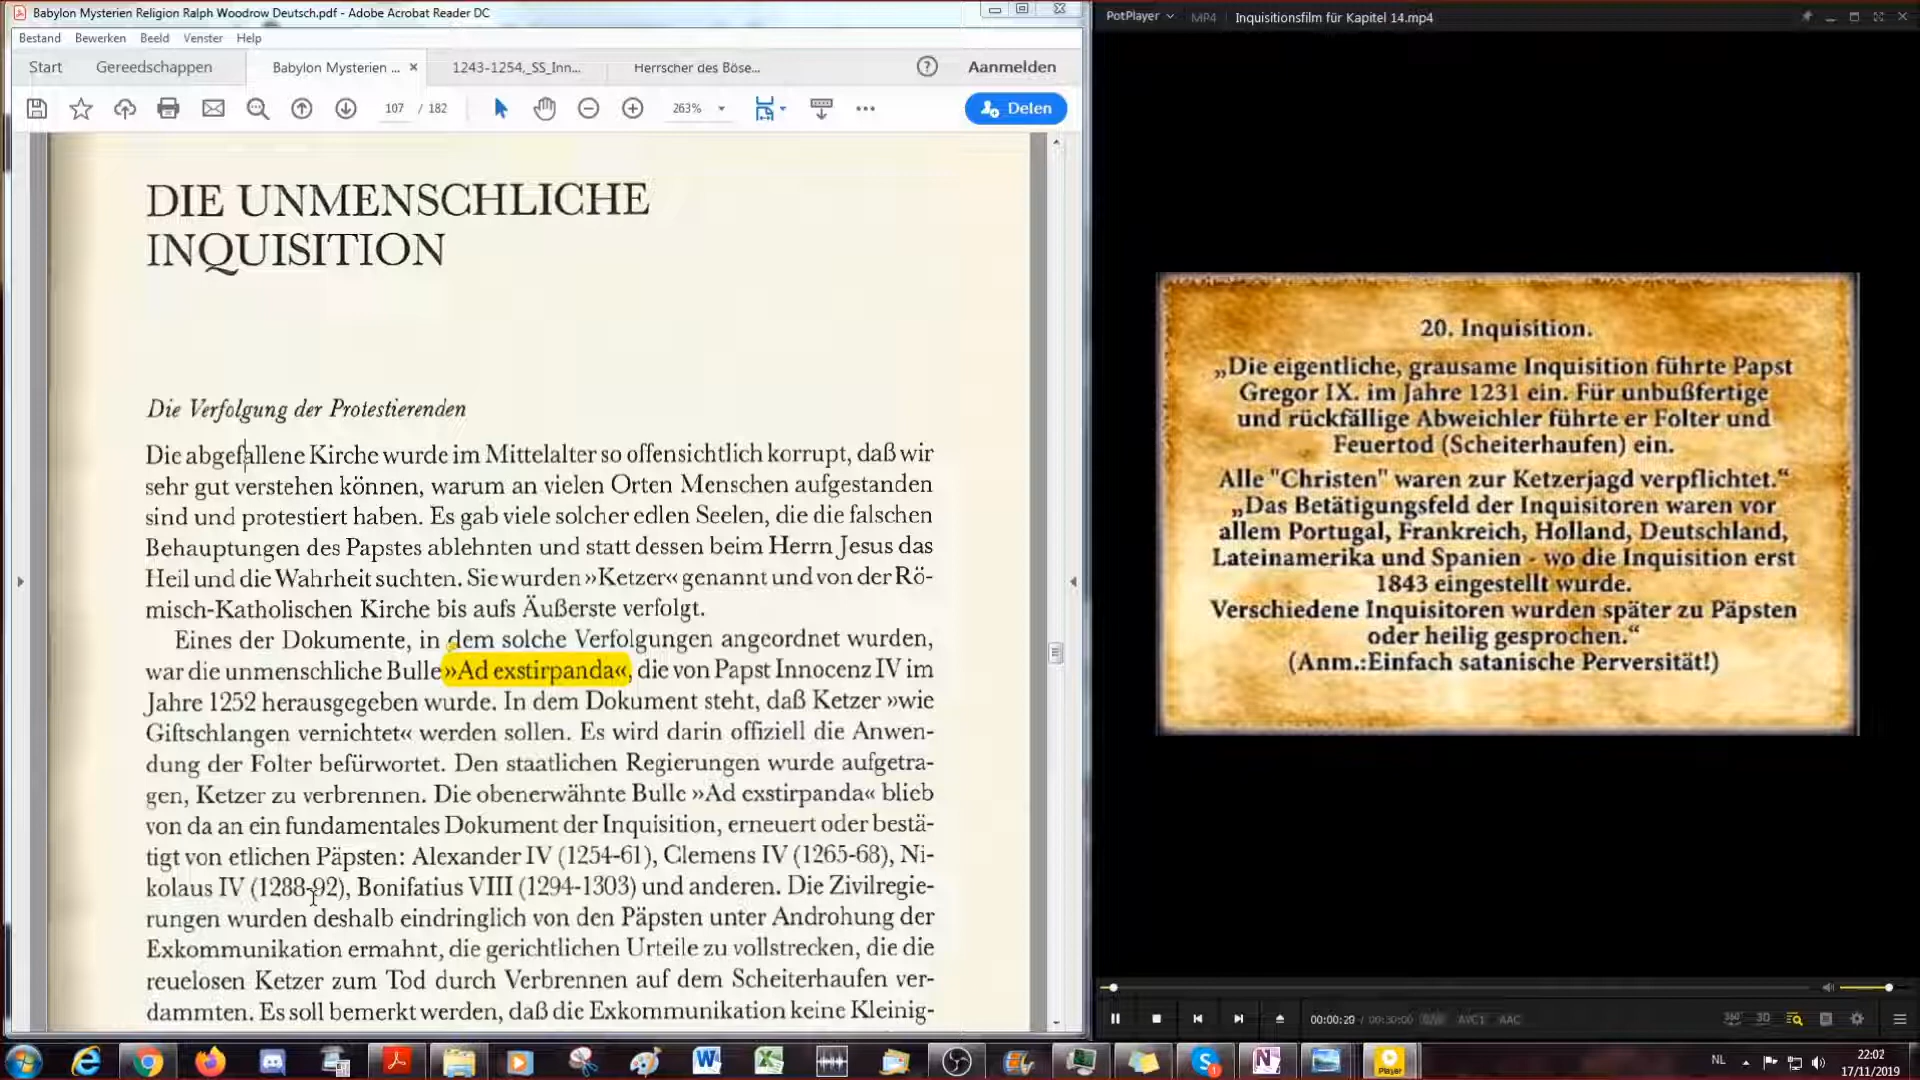 Babylon Mysterien Religion Ralph Woodrow Deutsch.pdf - Adobe Acrobat Reader DC
Bestand Bewerken Beeld Venster Help
Start Gereedschappen Babylon Mysterien ... × 1243-1254,_SS_Inn... Herrscher des Böse... Aanmelden
107 / 182 263% Delen
DIE UNMENSCHLICHE
INQUISITION
Die Verfolgung der Protestierenden
Die abgefallene Kirche wurde im Mittelalter so offensichtlich korrupt, daß wir
sehr gut verstehen können, warum an vielen Orten Menschen aufgestanden
sind und protestiert haben. Es gab viele solcher edlen Seelen, die die falschen
Behauptungen des Papstes ablehnten und statt dessen beim Herrn Jesus das
Heil und die Wahrheit suchten. Sie wurden »Ketzer« genannt und von der Rö-
misch-Katholischen Kirche bis aufs Äußerste verfolgt.
Eines der Dokumente, in dem solche Verfolgungen angeordnet wurden,
war die unmenschliche Bulle »Ad exstirpanda«, die von Papst Innocenz IV im
Jahre 1252 herausgegeben wurde. In dem Dokument steht, daß Ketzer »wie
Giftschlangen vernichtet« werden sollen. Es wird darin offiziell die Anwen-
dung der Folter befürwortet. Den staatlichen Regierungen wurde aufgetra-
gen, Ketzer zu verbrennen. Die obenerwähnte Bulle »Ad exstirpanda« blieb
von da an ein fundamentales Dokument der Inquisition, erneuert oder bestä-
tigt von etlichen Päpsten: Alexander IV (1254-61), Clemens IV (1265-68), Ni-
kolaus IV (1288-92), Bonifatius VIII (1294-1303) und anderen. Die Zivilregie-
rungen wurden deshalb eindringlich von den Päpsten unter Androhung der
Exkommunikation ermahnt, die gerichtlichen Urteile zu vollstrecken, die die
reuelosen Ketzer zum Tod durch Verbrennen auf dem Scheiterhaufen ver-
dammten. Es soll bemerkt werden, daß die Exkommunikation keine Kleinig-
PotPlayer MP4 Inquisitionsfilm für Kapitel 14.mp4
20. Inquisition.
„Die eigentliche, grausame Inquisition führte Papst
Gregor IX. im Jahre 1231 ein. Für unbußfertige
und rückfällige Abweichler führte er Folter und
Feuertod (Scheiterhaufen) ein.
Alle "Christen" waren zur Ketzerjagd verpflichtet.“
„Das Betätigungsfeld der Inquisitoren waren vor
allem Portugal, Frankreich, Holland, Deutschland,
Lateinamerika und Spanien - wo die Inquisition erst
1843 eingestellt wurde.
Verschiedene Inquisitoren wurden später zu Päpsten
oder heilig gesprochen.“
(Anm.:Einfach satanische Perversität!)
00:00:20 / 00:30:00 AVC1 AAC 360° 3D
NL 22:02
17/11/2019